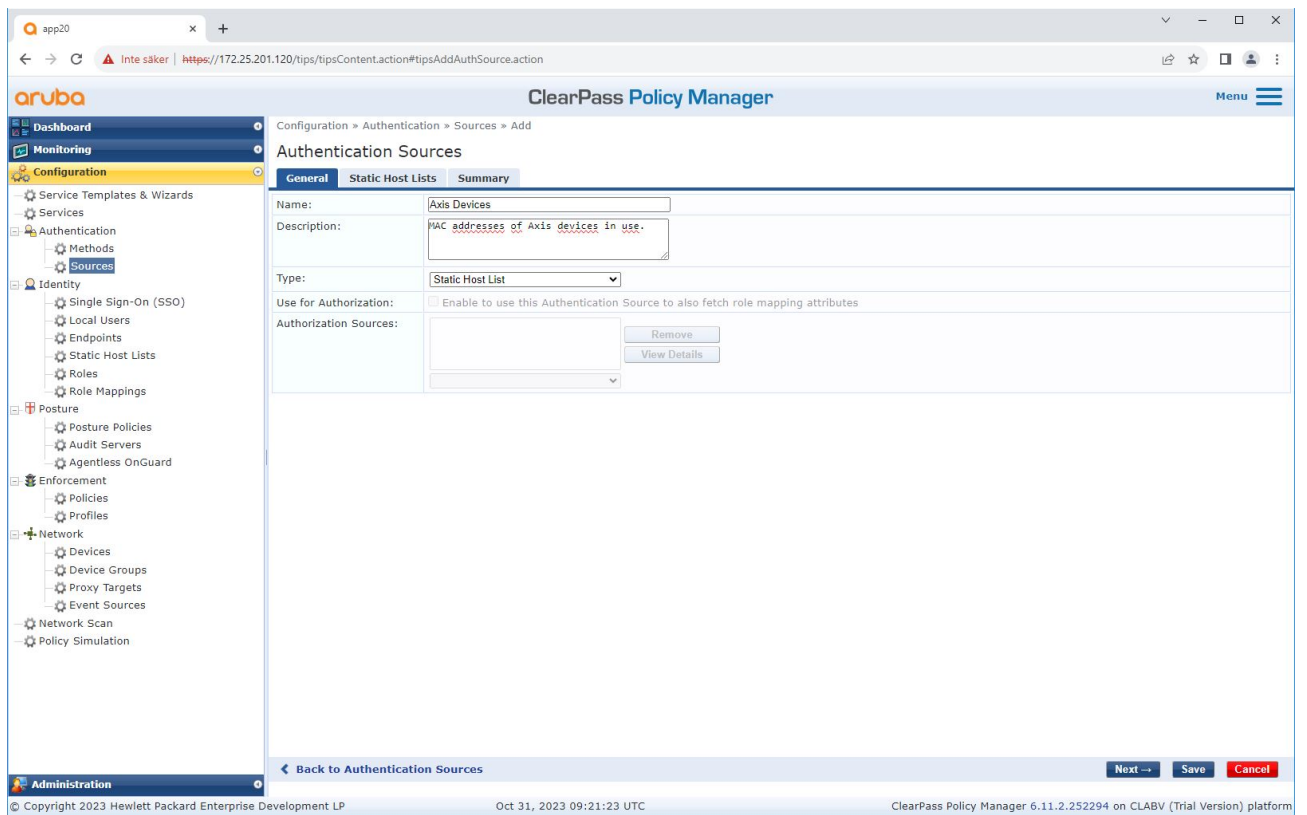 app20
Inte säker | https://172.25.201.120/tips/tipsContent.action#tipsAddAuthSource.action
aruba
ClearPass Policy Manager
Menu
Dashboard
Monitoring
Configuration
Service Templates & Wizards
Services
Authentication
Methods
Sources
Identity
Single Sign-On (SSO)
Local Users
Endpoints
Static Host Lists
Roles
Role Mappings
Posture
Posture Policies
Audit Servers
Agentless OnGuard
Enforcement
Policies
Profiles
Network
Devices
Device Groups
Proxy Targets
Event Sources
Network Scan
Policy Simulation
Administration
Configuration » Authentication » Sources » Add
Authentication Sources
General Static Host Lists Summary
Name: Axis Devices
Description: MAC addresses of Axis devices in use.
Type: Static Host List
Use for Authorization: Enable to use this Authentication Source to also fetch role mapping attributes
Authorization Sources:
Remove
View Details
Back to Authentication Sources
Next → Save Cancel
© Copyright 2023 Hewlett Packard Enterprise Development LP Oct 31, 2023 09:21:23 UTC ClearPass Policy Manager 6.11.2.252294 on CLABV (Trial Version) platform